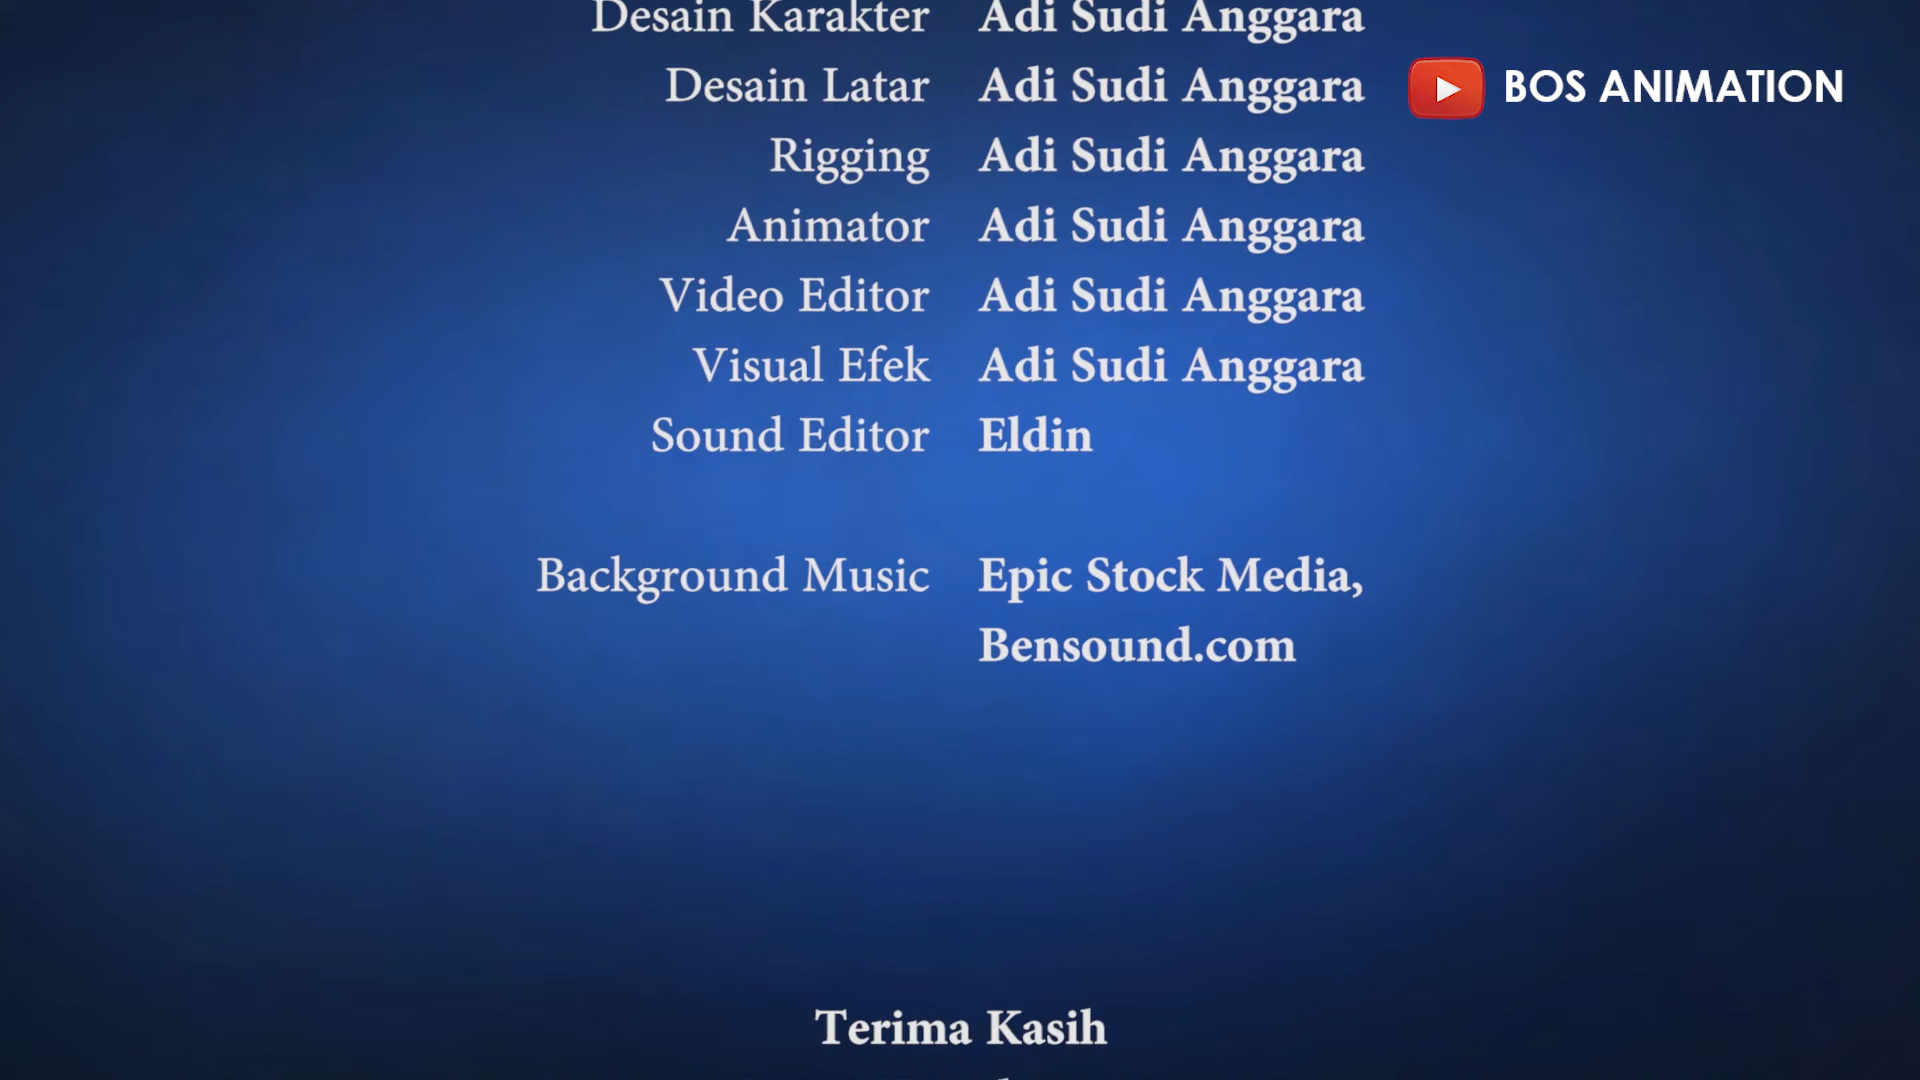 Desain Karakter Adi Sudi Anggara
Desain Latar Adi Sudi Anggara
BOS ANIMATION
Rigging Adi Sudi Anggara
Animator Adi Sudi Anggara
Video Editor Adi Sudi Anggara
Visual Efek Adi Sudi Anggara
Sound Editor Eldin
Background Music Epic Stock Media,
Bensound.com
Terima Kasih